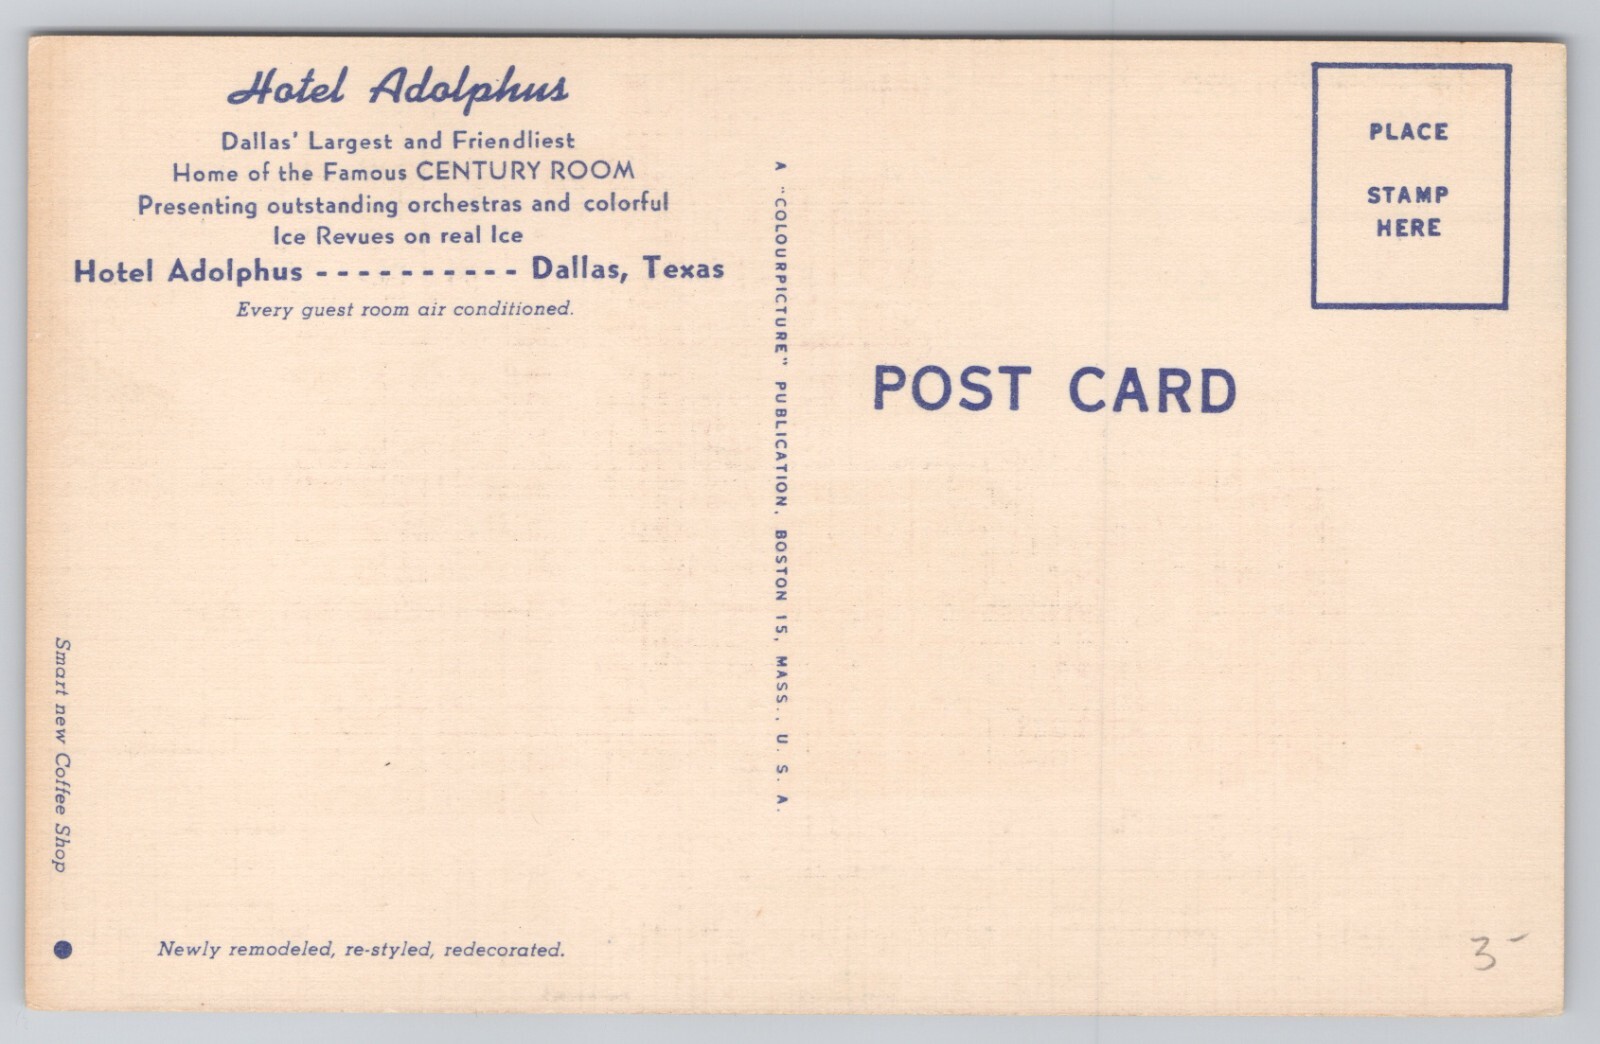 Hotel Adolphus
Dallas' Largest and Friendliest
Home of the Famous CENTURY ROOM
Presenting outstanding orchestras and colorful
Ice Revues on real Ice
Hotel Adolphus - - - - - - - - - - Dallas, Texas
Every guest room air conditioned.
Smart new Coffee Shop
Newly remodeled, re-styled, redecorated.
A "COLOURPICTURE" PUBLICATION, BOSTON 15, MASS., U. S. A.
PLACE
STAMP
HERE
POST CARD
3-